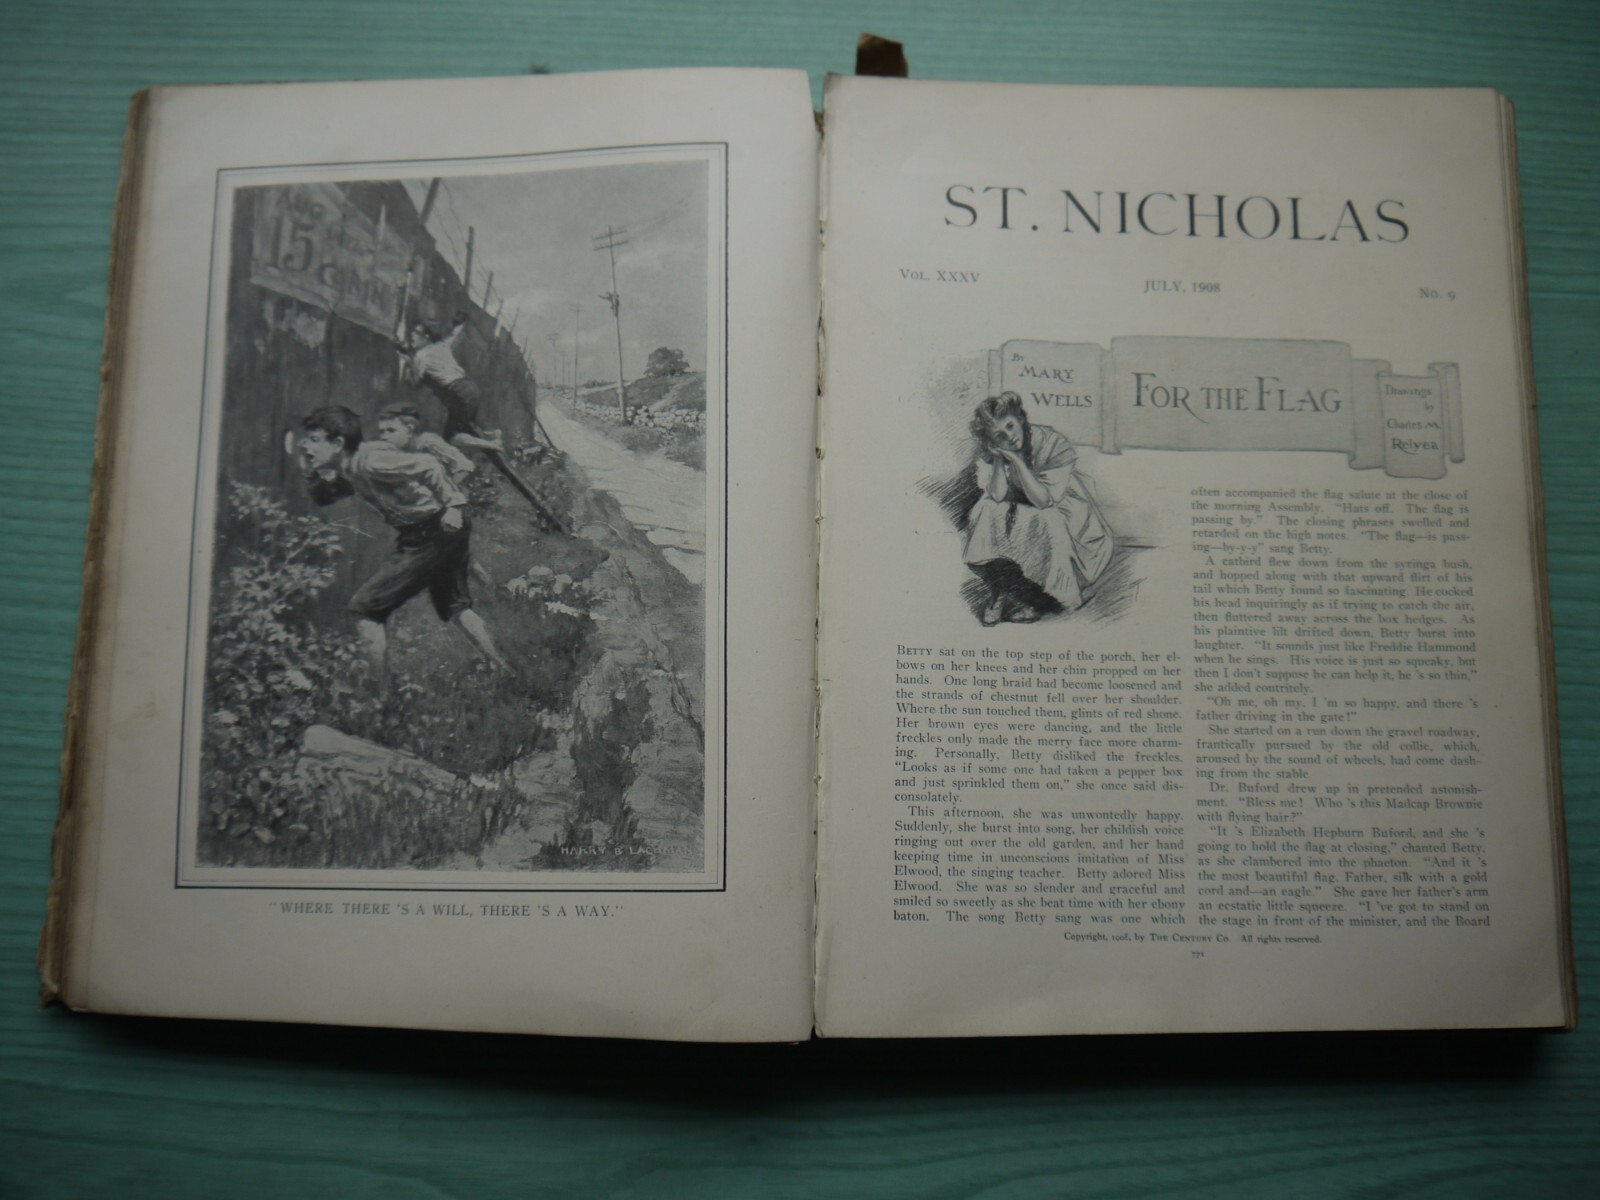 15
HARRY B LACHMAN
"WHERE THERE 'S A WILL, THERE 'S A WAY."
ST. NICHOLAS
VOL. XXXV
JULY, 1908
No. 9
By
MARY
WELLS
FOR THE FLAG
Drawings
by
Charles M.
Relyea
BETTY sat on the top step of the porch, her el-
bows on her knees and her chin propped on her
hands. One long braid had become loosened and
the strands of chestnut fell over her shoulder.
Where the sun touched them, glints of red shone.
Her brown eyes were dancing, and the little
freckles only made the merry face more charm-
ing. Personally, Betty disliked the freckles.
"Looks as if some one had taken a pepper box
and just sprinkled them on," she once said dis-
consolately.
This afternoon, she was unwontedly happy.
Suddenly, she burst into song, her childish voice
ringing out over the old garden, and her hand
keeping time in unconscious imitation of Miss
Elwood, the singing teacher. Betty adored Miss
Elwood. She was so slender and graceful and
smiled so sweetly as she beat time with her ebony
baton. The song Betty sang was one which
often accompanied the flag salute at the close of
the morning Assembly. "Hats off. The flag is
passing by." The closing phrases swelled and
retarded on the high notes. "The flag—is pass-
ing—by-y-y" sang Betty.
A catbird flew down from the syringa bush,
and hopped along with that upward flirt of his
tail which Betty found so fascinating. He cocked
his head inquiringly as if trying to catch the air,
then fluttered away across the box hedges. As
his plaintive lilt drifted down, Betty burst into
laughter. "It sounds just like Freddie Hammond
when he sings. His voice is just so squeaky, but
then I don't suppose he can help it, he 's so thin,"
she added contritely.
"Oh me, oh my, I 'm so happy, and there 's
father driving in the gate!"
She started on a run down the gravel roadway,
frantically pursued by the old collie, which,
aroused by the sound of wheels, had come dash-
ing from the stable.
Dr. Buford drew up in pretended astonish-
ment. "Bless me! Who 's this Madcap Brownie
with flying hair?"
"It 's Elizabeth Hepburn Buford, and she 's
going to hold the flag at closing," chanted Betty,
as she clambered into the phaeton. "And it 's
the most beautiful flag. Father, silk with a gold
cord and—an eagle." She gave her father's arm
an ecstatic little squeeze. "I 've got to stand on
the stage in front of the minister, and the Board
Copyright, 1908, by THE CENTURY CO. All rights reserved.
771